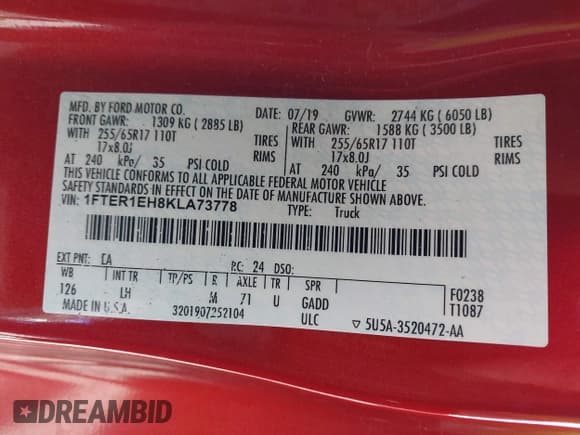 MFD. BY FORD MOTOR CO.
DATE: 07/19 GVWR: 2744 KG ( 6050 LB)
FRONT GAWR: 1309 KG ( 2885 LB)
REAR GAWR: 1588 KG ( 3500 LB)
WITH 255/65R17 110T TIRES
WITH 255/65R17 110T TIRES
17x8.0J RIMS
17x8.0J RIMS
AT 240 kPa/ 35 PSI COLD
AT 240 kPa/ 35 PSI COLD
THIS VEHICLE CONFORMS TO ALL APPLICABLE FEDERAL MOTOR VEHICLE
SAFETY STANDARDS IN EFFECT ON THE DATE OF MANUFACTURE SHOWN ABOVE.
VIN: 1FTER1EH8KLA73778 TYPE: Truck
EXT PNT: EA RC: 24 DSO:
WB INT TR TP/PS R AXLE TR SPR
126 LH M 71 U GADD F0238
ULC T1087
MADE IN U.S.A. 3201907252104 ▽ 5U5A-3520472-AA
DREAMBID